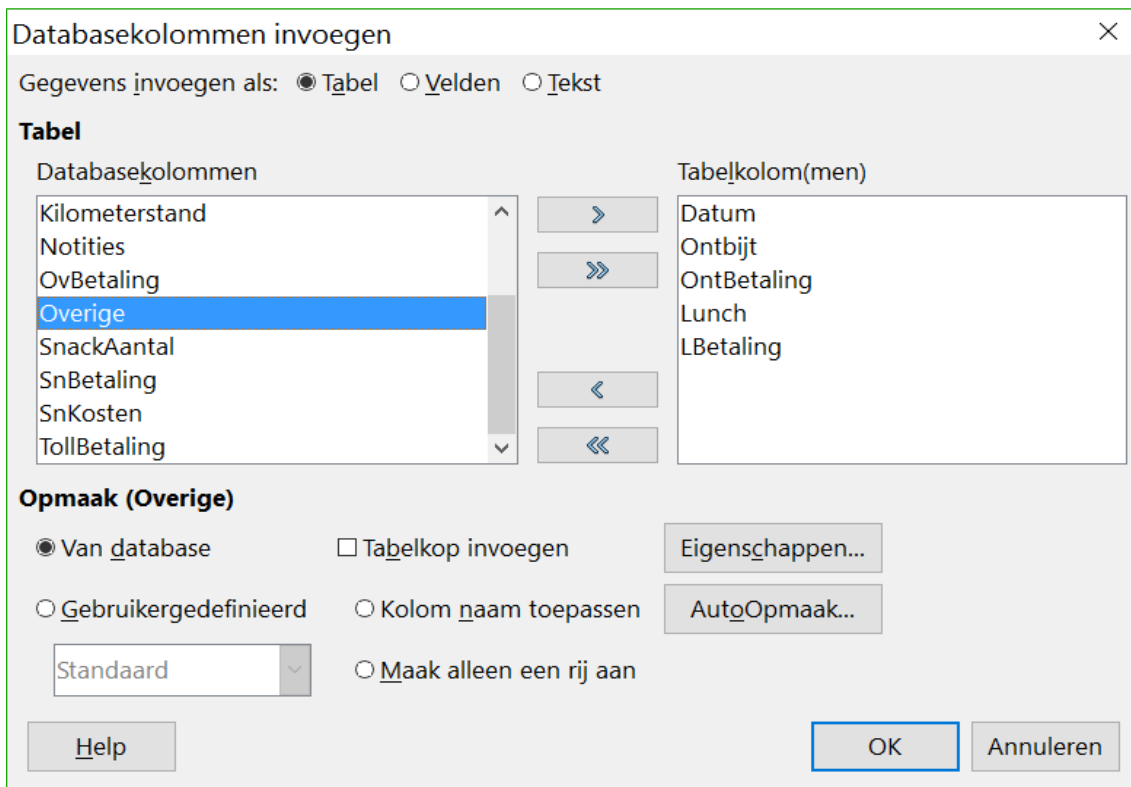 Databasekolommen invoegen
Gegevens invoegen als: Tabel Velden Tekst
Tabel
Databasekolommen
Kilometerstand
Notities
OvBetaling
Overige
SnackAantal
SnBetaling
SnKosten
TollBetaling
Tabelkolom(men)
Datum
Ontbijt
OntBetaling
Lunch
LBetaling
Opmaak (Overige)
Van database Tabelkop invoegen Eigenschappen...
Gebruikergedefinieerd Kolom naam toepassen AutoOpmaak...
Standaard Maak alleen een rij aan
Help OK Annuleren